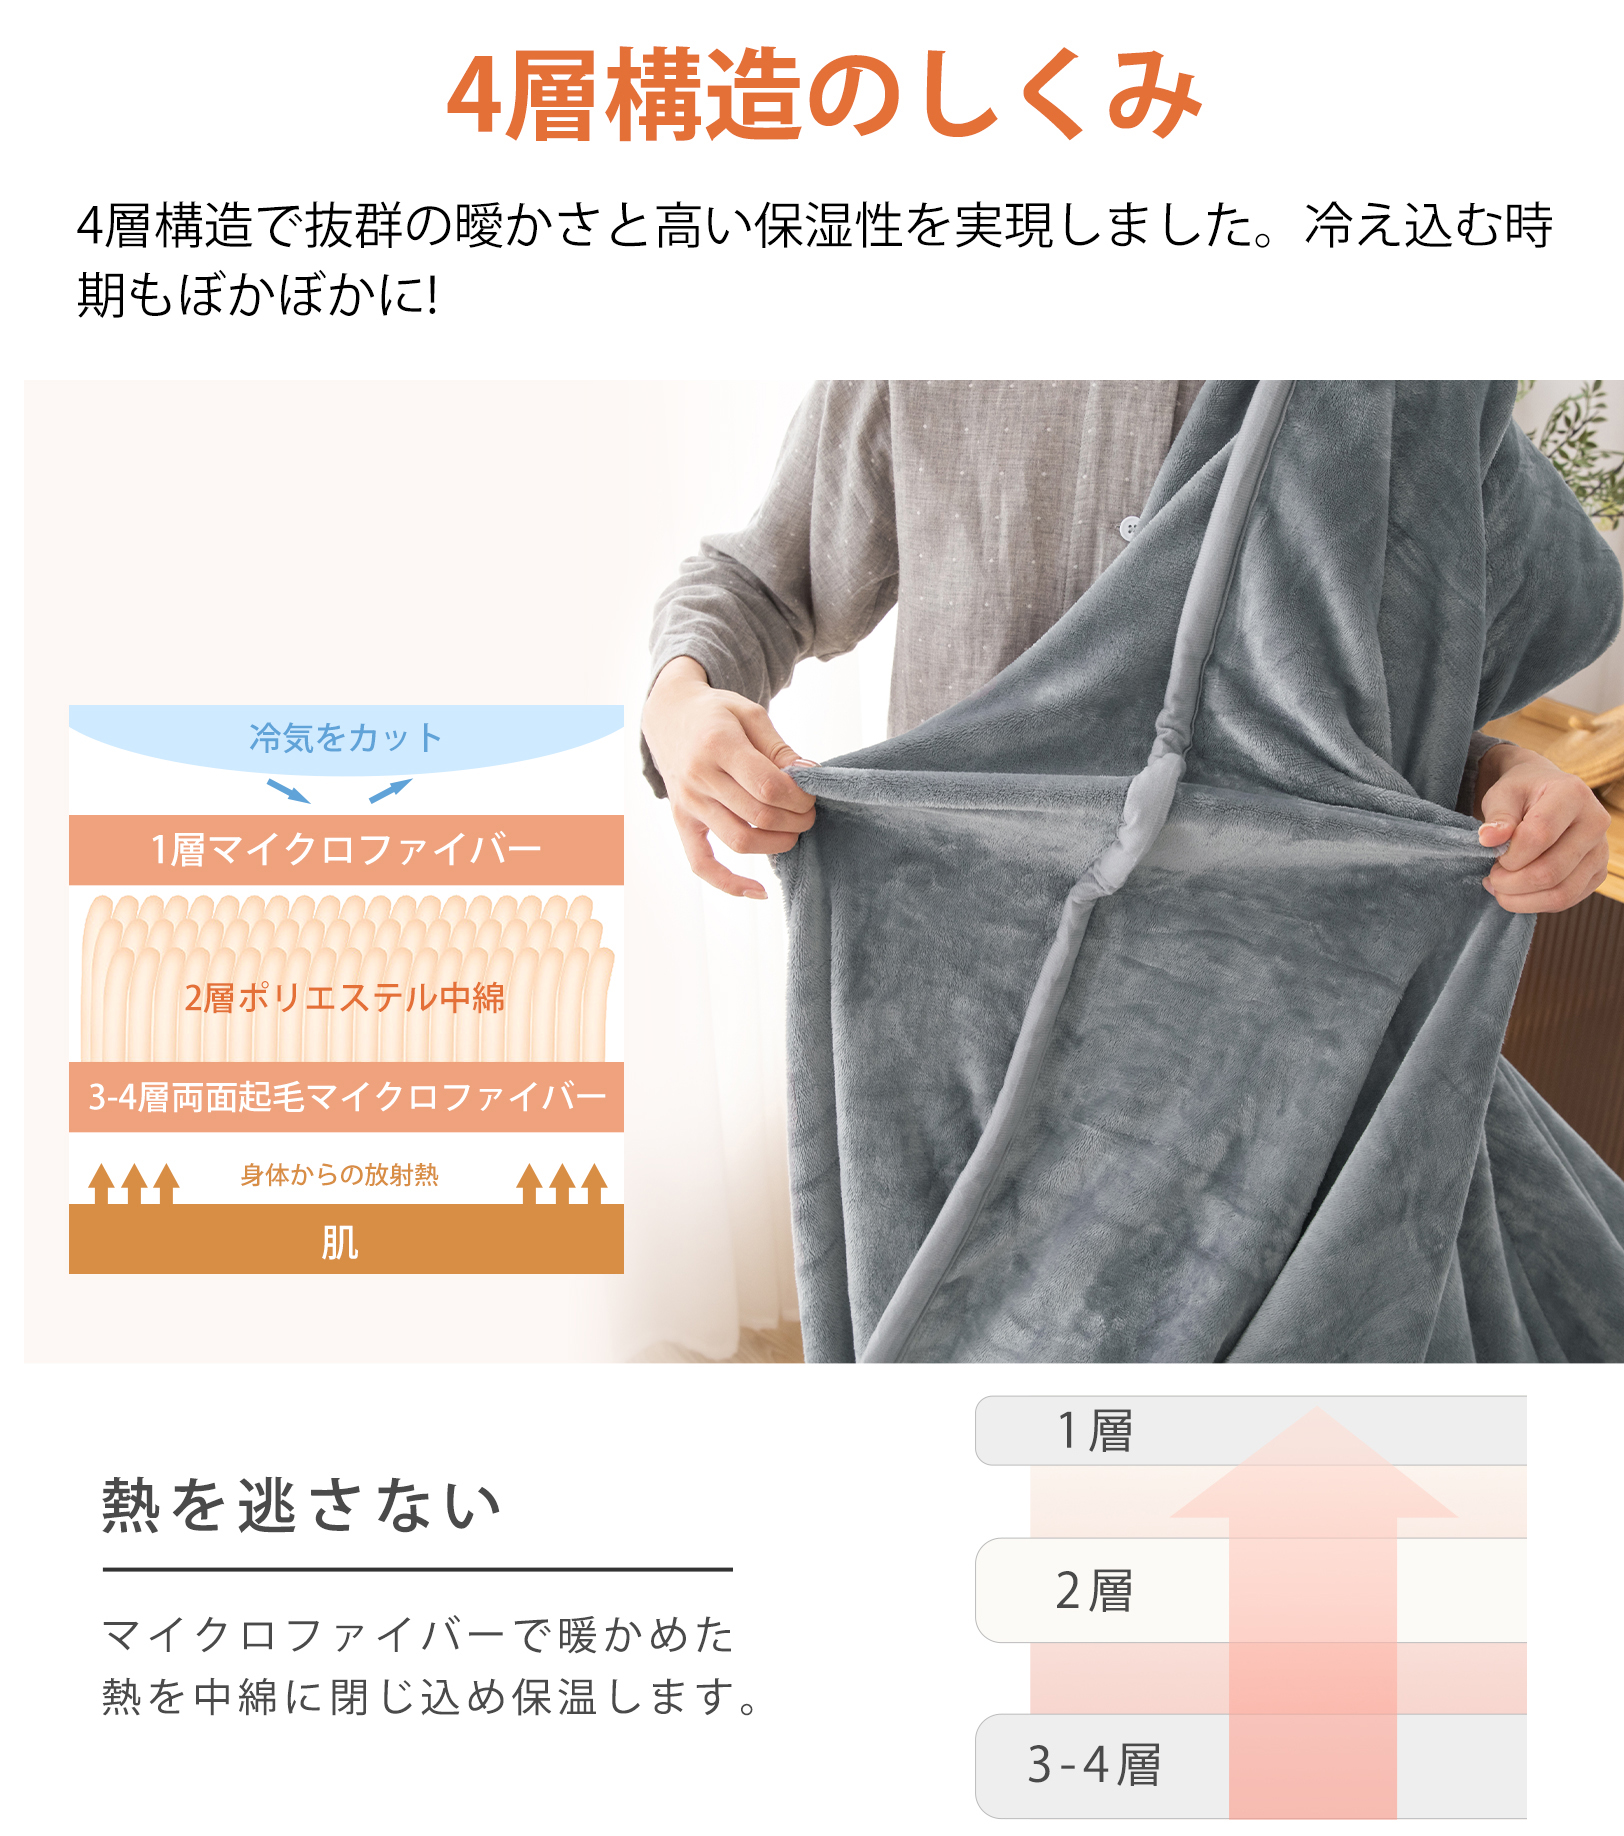 4層構造のしくみ
4層構造で抜群の曖かさと高い保湿性を実現しました。冷え込む時
期もぽかぽかに!
冷気をカット
1層マイクロファイバー
2層ポリエステル中綿
3-4層両面起毛マイクロファイバー
身体からの放射熱
肌
熱を逃さない
マイクロファイバーで暖かめた
熱を中綿に閉じ込め保温します。
1層
2層
3-4層